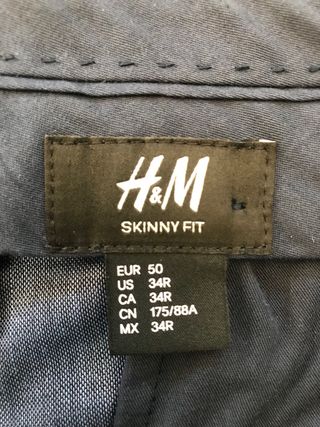 H&M
SKINNY FIT
EUR 50
US 34R
CA 34R
CN 175/88A
MX 34R